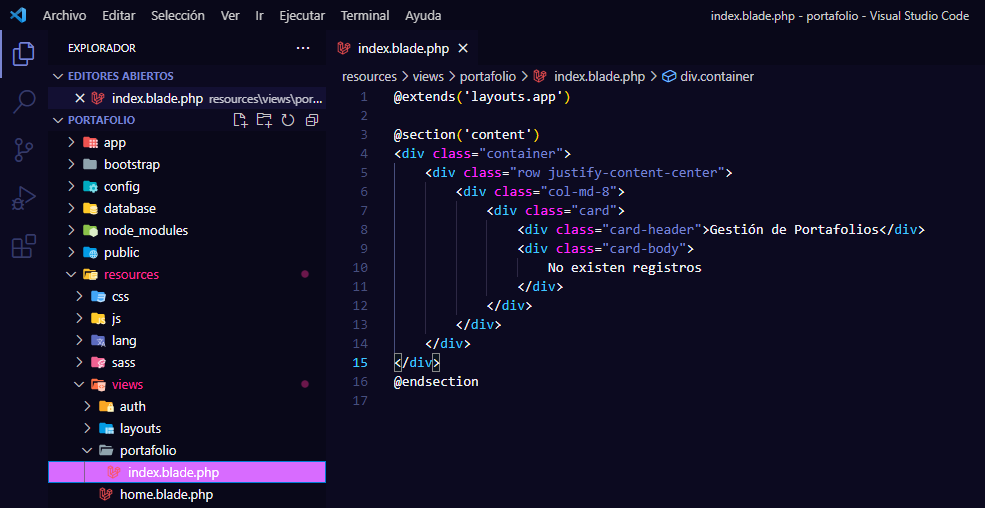 Archivo Editar Selección Ver Ir Ejecutar Terminal Ayuda index.blade.php - portafolio - Visual Studio Code
EXPLORADOR ···
EDITORES ABIERTOS
index.blade.php resources\views\por...
PORTAFOLIO
app
bootstrap
config
database
node_modules
public
resources
css
js
lang
sass
views
auth
layouts
portafolio
index.blade.php
home.blade.php
index.blade.php
resources > views > portafolio > index.blade.php > div.container
1 @extends('layouts.app')
2
3 @section('content')
4 <div class="container">
5 <div class="row justify-content-center">
6 <div class="col-md-8">
7 <div class="card">
8 <div class="card-header">Gestión de Portafolios</div>
9 <div class="card-body">
10 No existen registros
11 </div>
12 </div>
13 </div>
14 </div>
15 </div>
16 @endsection
17